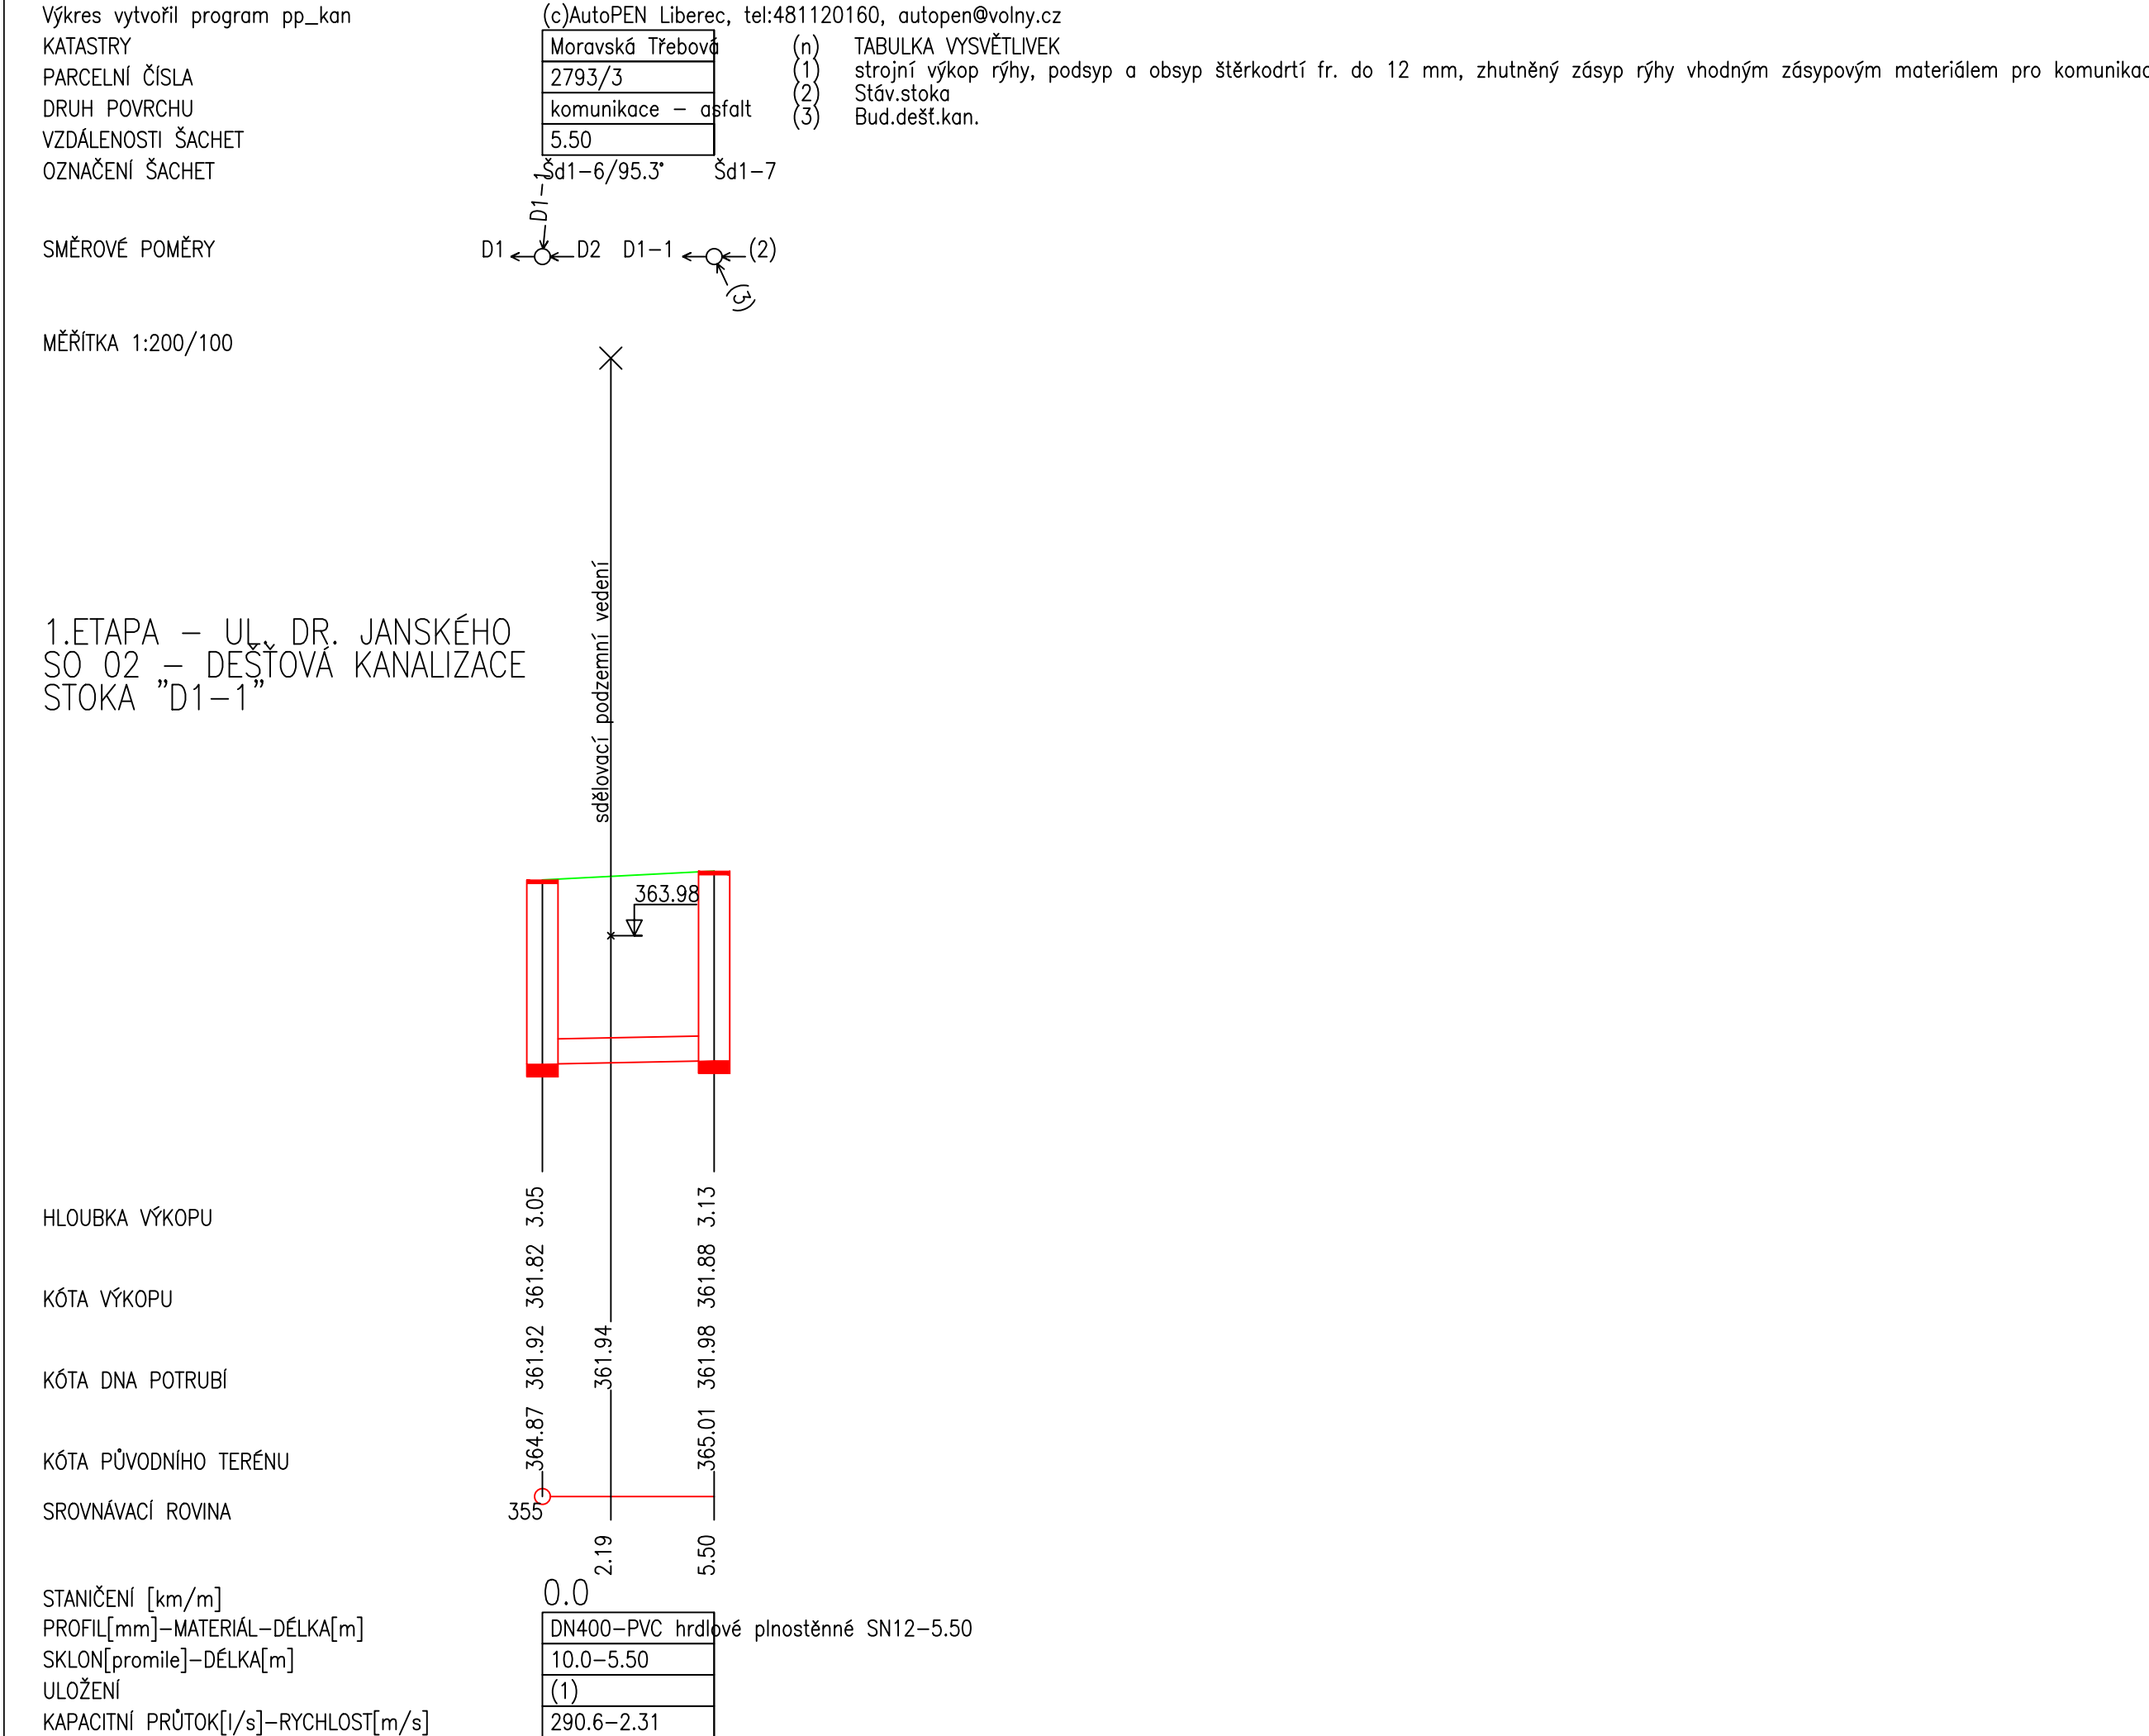 Výkres vytvořil program pp_kan (c)AutoPEN Liberec, tel:481120160, autopen@volny.cz
KATASTRY Moravská Třebová (n) TABULKA VYSVĚTLIVEK
PARCELNÍ ČÍSLA 2793/3 (1) strojní výkop rýhy, podsyp a obsyp štěrkodrtí fr. do 12 mm, zhutněný zásyp rýhy vhodným zásypovým materiálem pro
DRUH POVRCHU komunikace – asfalt (2) Stáv.stoka
VZDÁLENOSTI ŠACHET 5.50 (3) Bud.dešť.kan.
OZNAČENÍ ŠACHET Šd1–6/95.3° Šd1–7
D1–1
SMĚROVÉ POMĚRY D1 D2 D1–1 (2)
(3)
MĚŘÍTKA 1:200/100
sdělovací podzemní vedení
1.ETAPA – UL. DR. JANSKÉHO
SO 02 – DEŠŤOVÁ KANALIZACE
STOKA "D1–1"
363.98
HLOUBKA VÝKOPU 3.05 3.13
KÓTA VÝKOPU 361.82 361.88
KÓTA DNA POTRUBÍ 361.92 361.94 361.98
KÓTA PŮVODNÍHO TERÉNU 364.87 365.01
SROVNÁVACÍ ROVINA 355
2.19 5.50
STANIČENÍ [km/m] 0.0
PROFIL[mm]–MATERIÁL–DÉLKA[m] DN400–PVC hrdlové plnostěnné SN12–5.50
SKLON[promile]–DÉLKA[m] 10.0–5.50
ULOŽENÍ (1)
KAPACITNÍ PRŮTOK[l/s]–RYCHLOST[m/s] 290.6–2.31